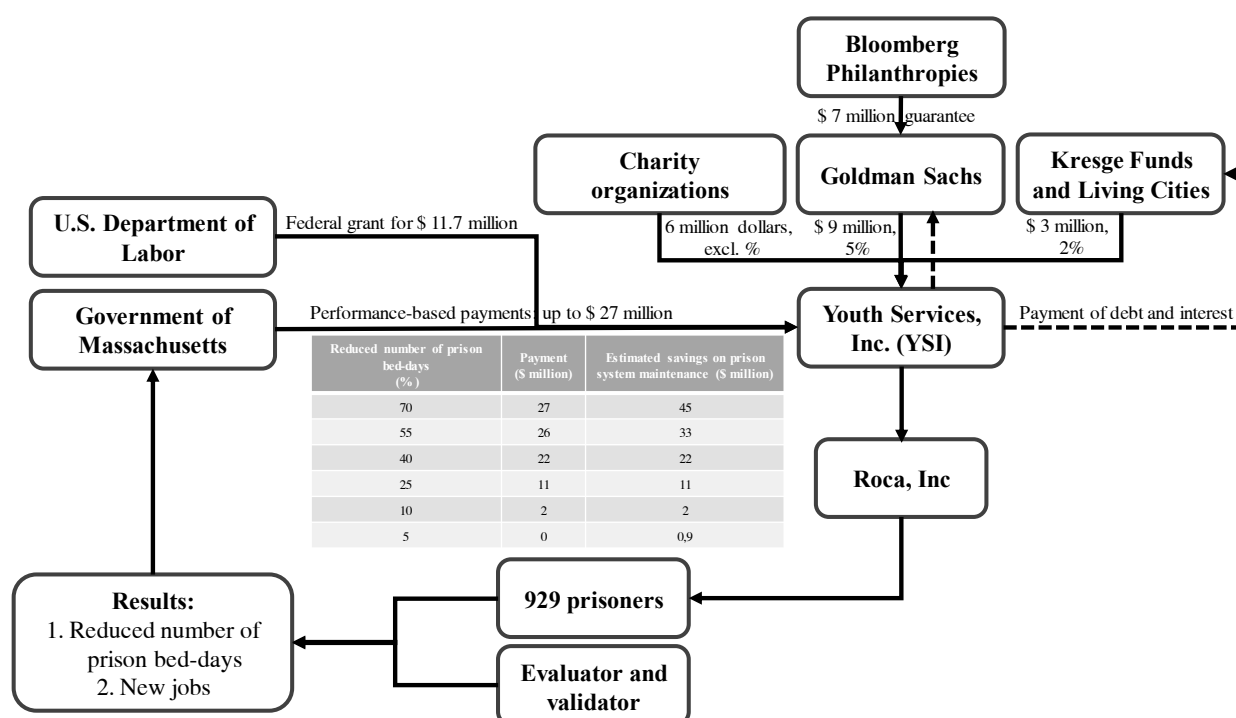 Bloomberg
Philanthropies
$ 7 million guarantee
Charity
organizations
Goldman Sachs
Kresge Funds
and Living Cities
U.S. Department of
Labor
Federal grant for $ 11.7 million
6 million dollars,
excl. %
$ 9 million,
5%
$ 3 million,
2%
Government of
Massachusetts
Performance-based payments: up to $ 27 million
Youth Services,
Inc. (YSI)
Payment of debt and interest
Reduced number of prison
bed-days
(%)
Payment
($ million)
Estimated savings on prison
system maintenance ($ million)
70 27 45
55 26 33
40 22 22
25 11 11
10 2 2
5 0 0,9
Roca, Inc
929 prisoners
Evaluator and
validator
Results:
1. Reduced number of
prison bed-days
2. New jobs